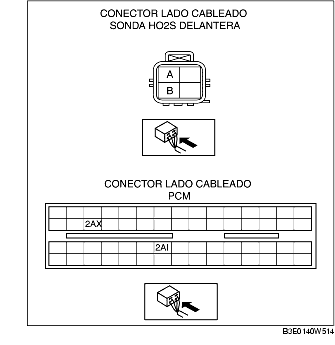 CONECTOR LADO CABLEADO
SONDA HO2S DELANTERA
A
B
CONECTOR LADO CABLEADO
PCM
2AX
2AI
B3E0140W514